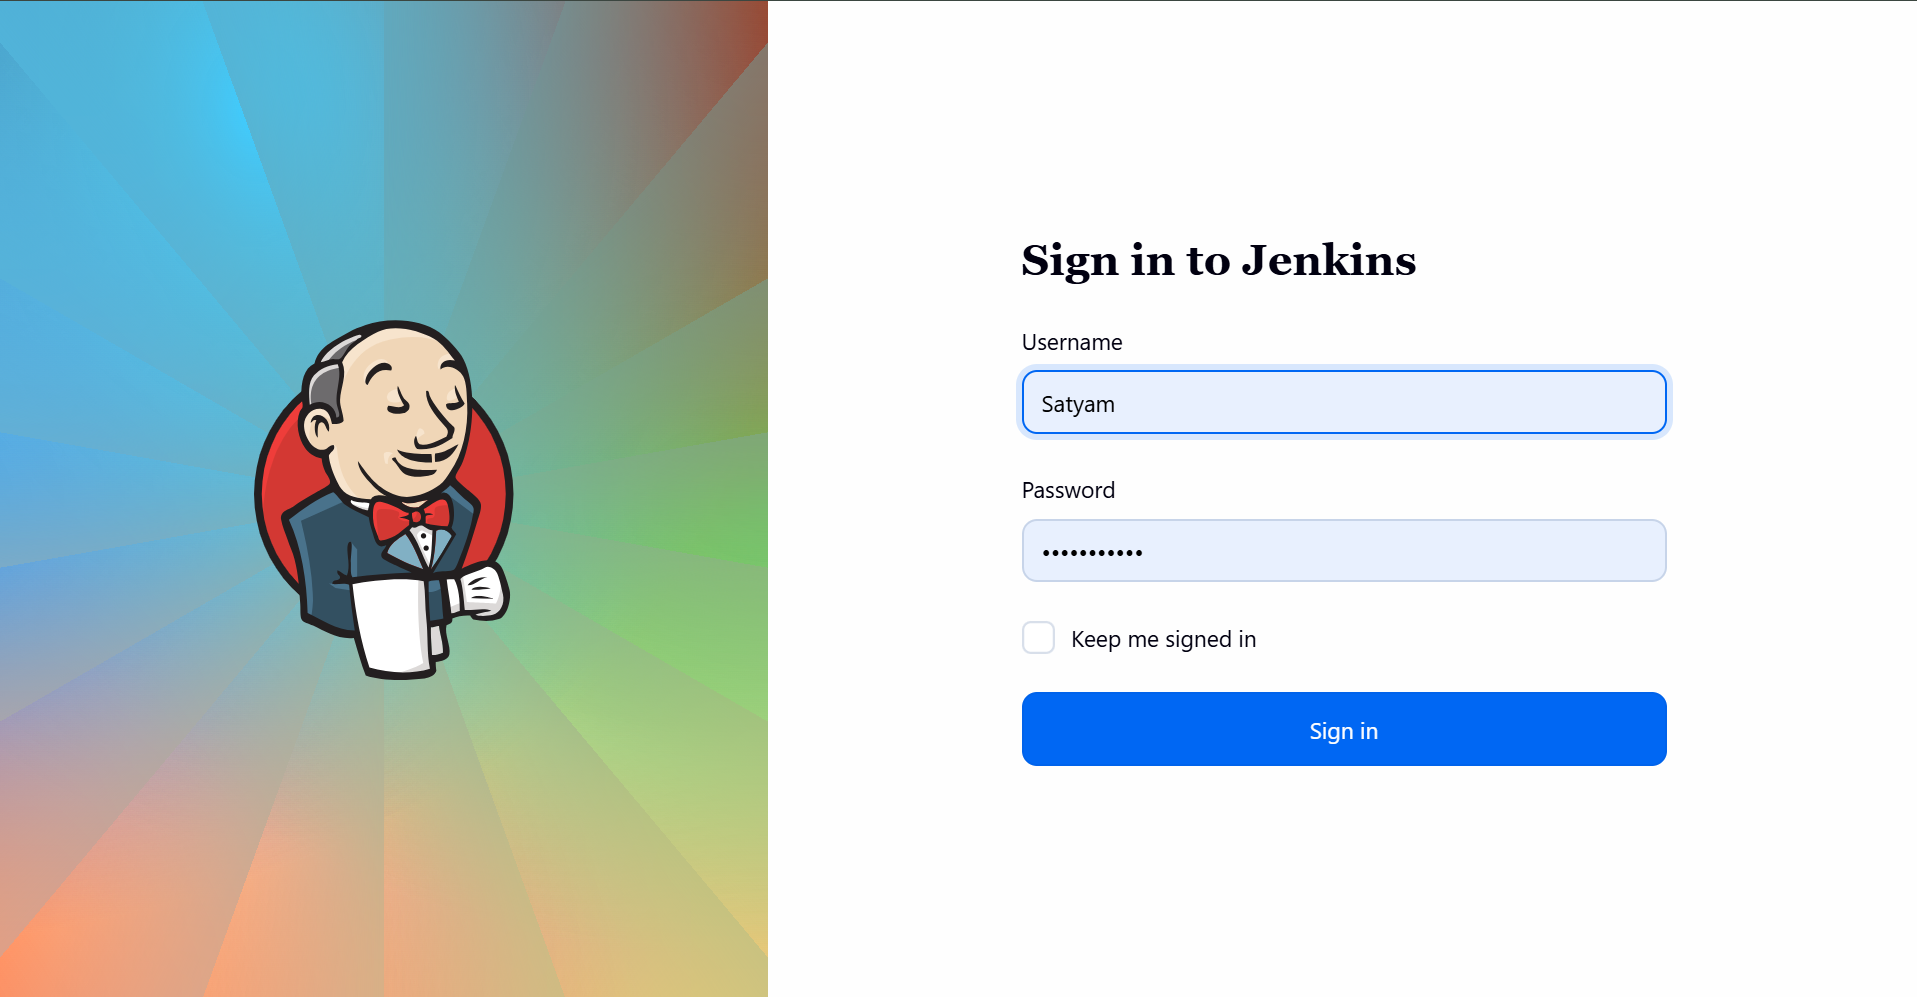 Sign in to Jenkins
Username
Satyam
Password
•••••••••••
Keep me signed in
Sign in